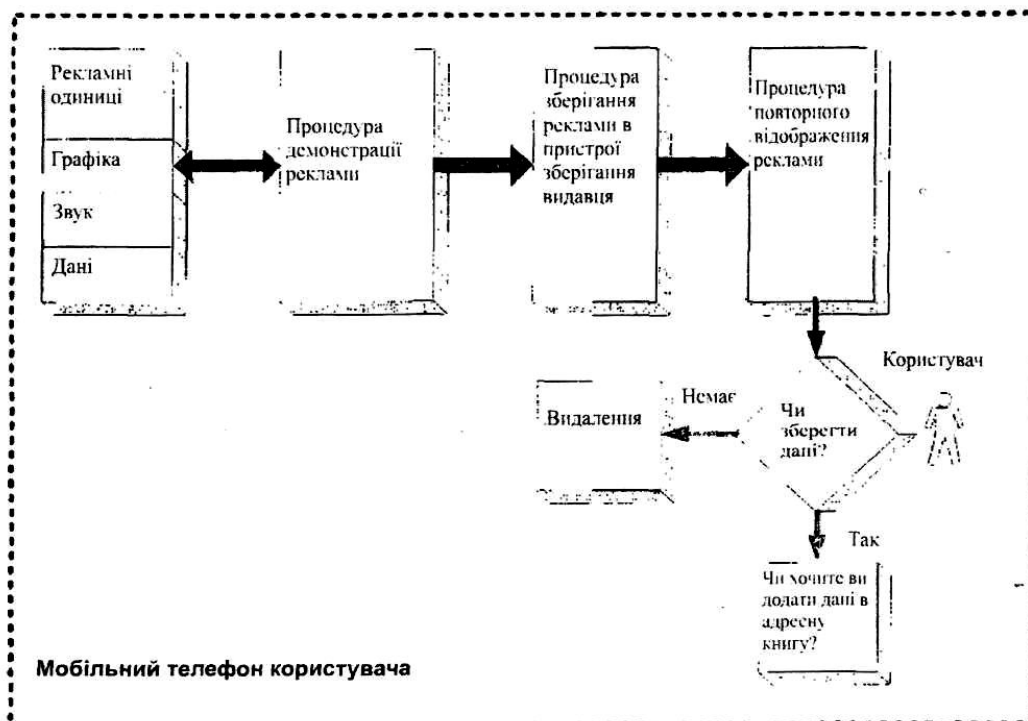 Рекламні
одиниці
Графіка
Звук
Дані
Процедура
демонстрації
реклами
Процедура
зберігання
реклами в
пристрої
зберігання
видавця
Процедура
повторного
відображення
реклами
Користувач
Чи
зберегти
дані?
Немає
Видалення
Так
Чи хочите ви
додати дані в
адресну
книгу?
Мобільний телефон користувача